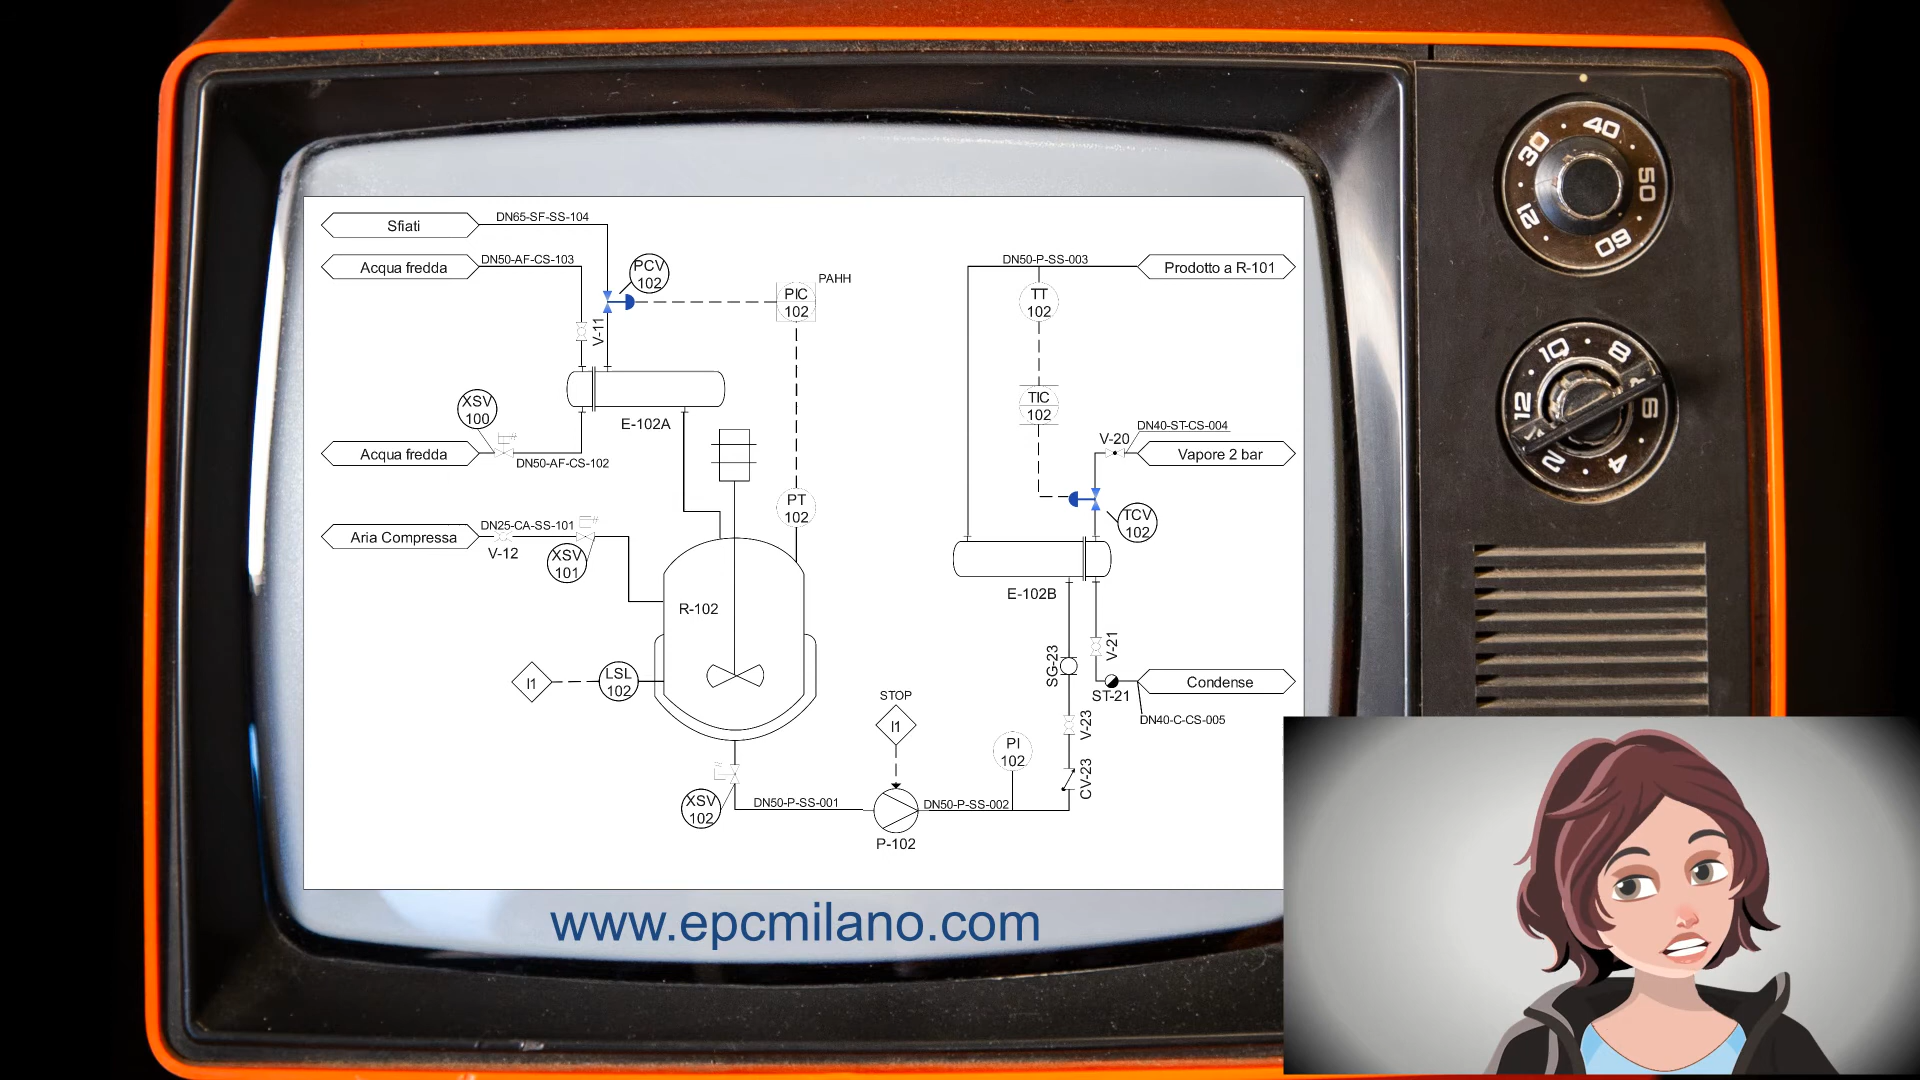 Sfiati
DN65-SF-SS-104
Acqua fredda
DN50-AF-CS-103
PCV
102
PIC
102
PAHH
V-11
E-102A
XSV
100
Acqua fredda
DN50-AF-CS-102
Aria Compressa
DN25-CA-SS-101
V-12
XSV
101
PT
102
R-102
I1
LSL
102
XSV
102
DN50-P-SS-001
STOP
I1
P-102
DN50-P-SS-002
PI
102
CV-23
V-23
SG-23
DN50-P-SS-003
Prodotto a R-101
TT
102
TIC
102
V-20
DN40-ST-CS-004
Vapore 2 bar
TCV
102
E-102B
V-21
ST-21
Condense
DN40-C-CS-005
www.epcmilano.com
21
30
40
50
60
2
4
6
8
10
12